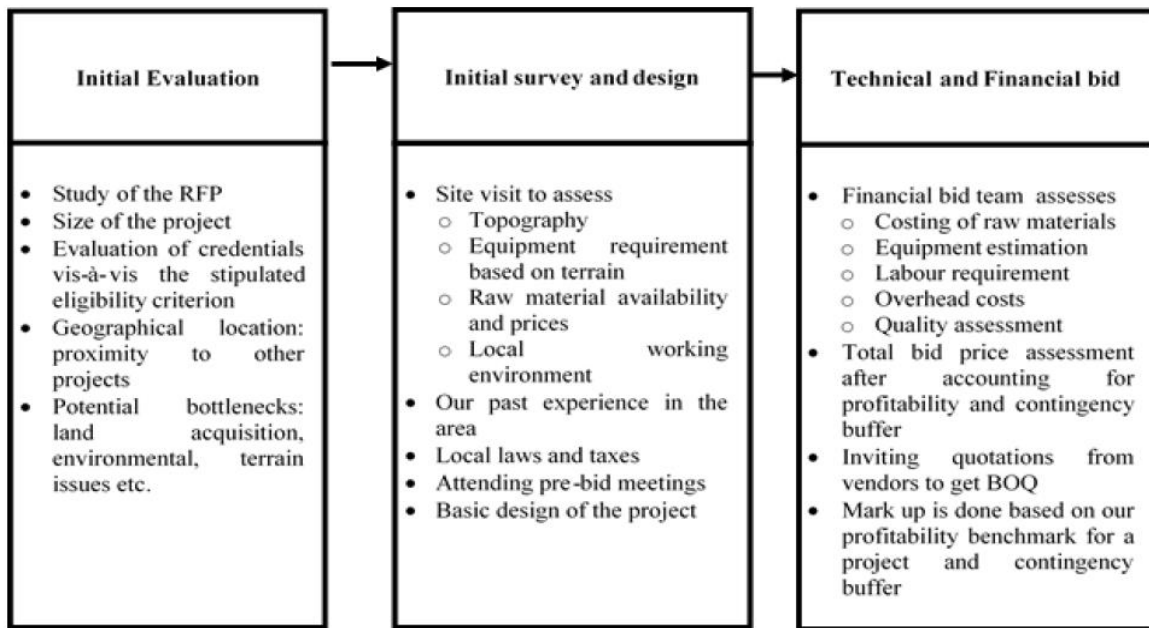 Initial Evaluation
Initial survey and design
Technical and Financial bid
• Study of the RFP
• Size of the project
• Evaluation of credentials
vis-à-vis the stipulated
eligibility criterion
• Geographical location:
proximity to other
projects
• Potential bottlenecks:
land acquisition,
environmental, terrain
issues etc.
• Site visit to assess
o Topography
o Equipment requirement
based on terrain
o Raw material availability
and prices
o Local working
environment
• Our past experience in the
area
• Local laws and taxes
• Attending pre-bid meetings
• Basic design of the project
• Financial bid team assesses
o Costing of raw materials
o Equipment estimation
o Labour requirement
o Overhead costs
o Quality assessment
• Total bid price assessment
after accounting for
profitability and contingency
buffer
• Inviting quotations from
vendors to get BOQ
• Mark up is done based on our
profitability benchmark for a
project and contingency
buffer